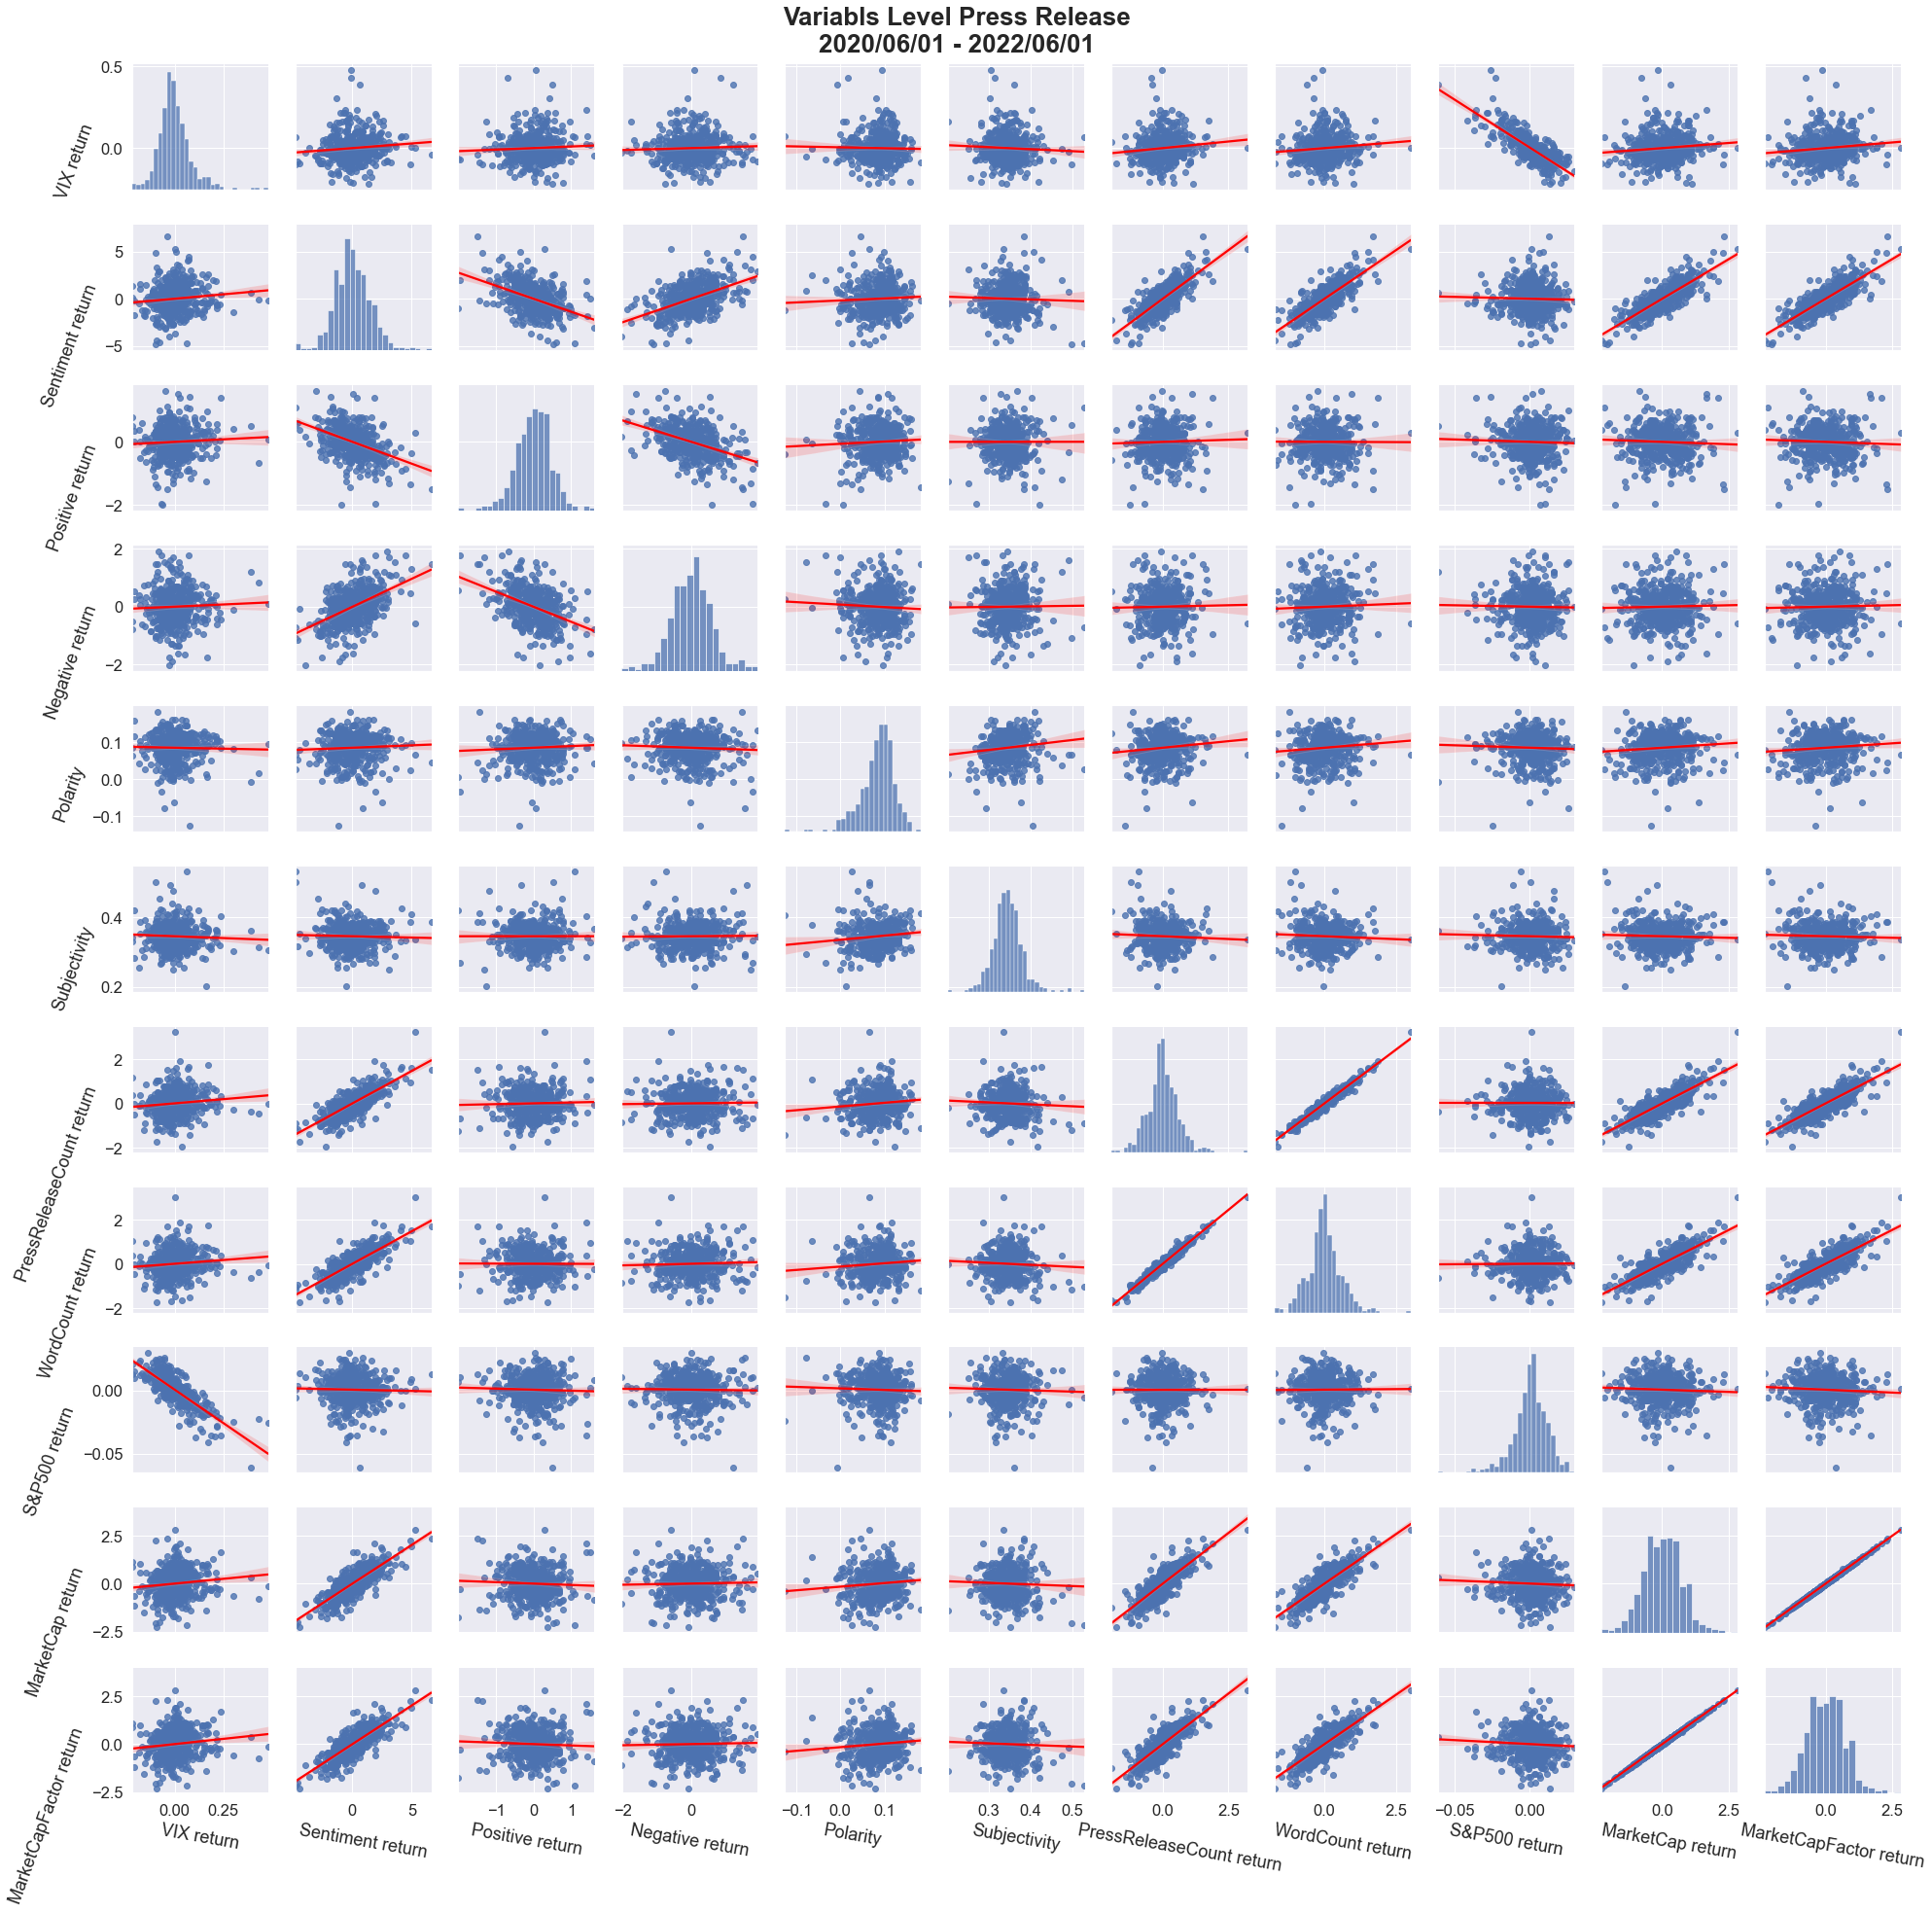 Variabls Level Press Release
2020/06/01 - 2022/06/01
0.5
0.0
VIX return
5
0
−5
Sentiment return
0
−2
Positive return
2
0
−2
Negative return
0.1
0.0
−0.1
Polarity
0.4
0.2
Subjectivity
2
0
−2
PressReleaseCount return
2
0
−2
WordCount return
0.00
−0.05
S&P500 return
2.5
0.0
−2.5
MarketCap return
2.5
0.0
−2.5
MarketCapFactor return
0.00 0.25
0 5
−1 0 1
−2 0
−0.1 0.0 0.1
0.3 0.4 0.5
0.0 2.5
0.0 2.5
−0.05 0.00
0.0 2.5
0.0 2.5
VIX return
Sentiment return
Positive return
Negative return
Polarity
Subjectivity
PressReleaseCount return
WordCount return
S&P500 return
MarketCap return
MarketCapFactor return